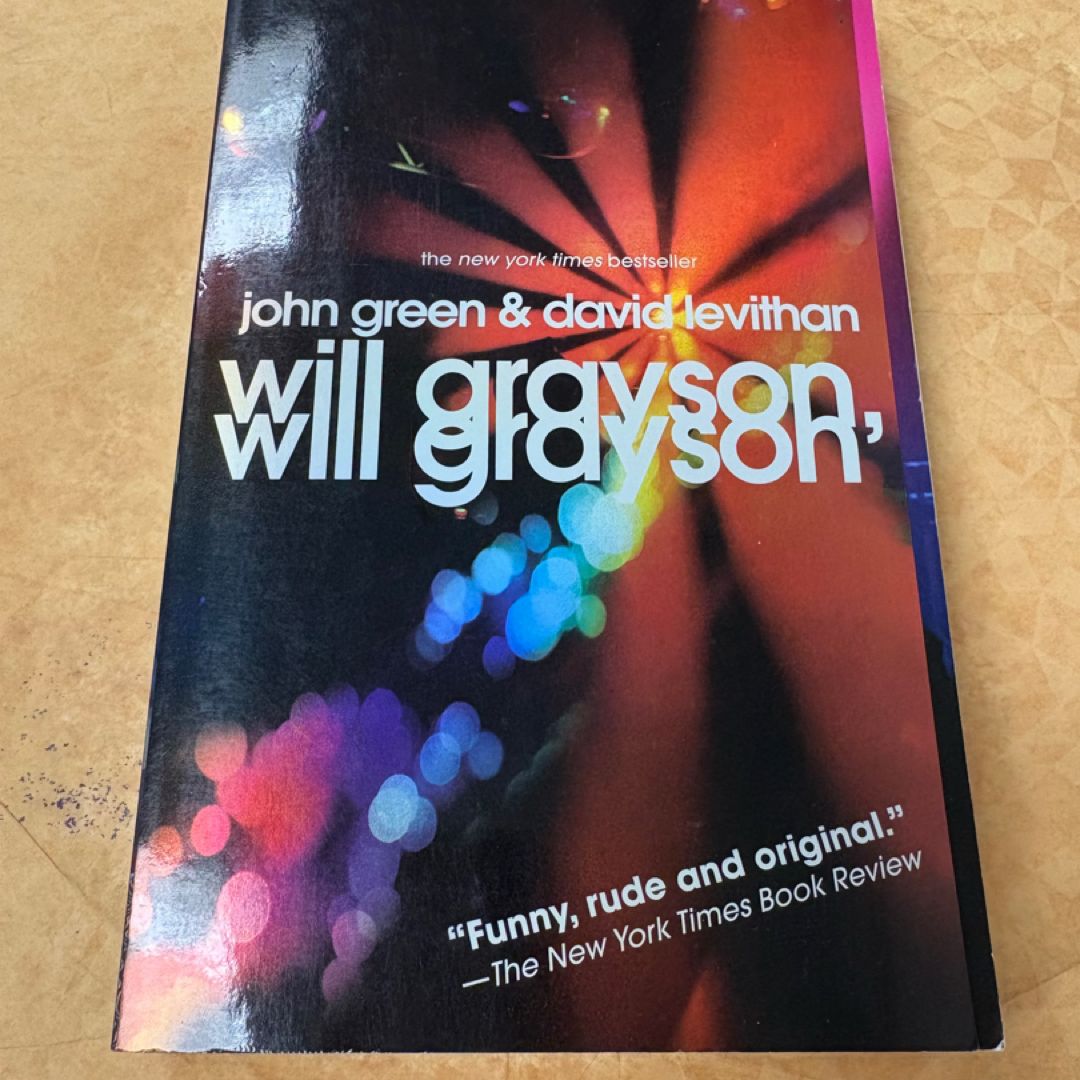 the new york times bestseller
john green & david levithan
will grayson,
will grayson
“Funny, rude and original.”
—The New York Times Book Review